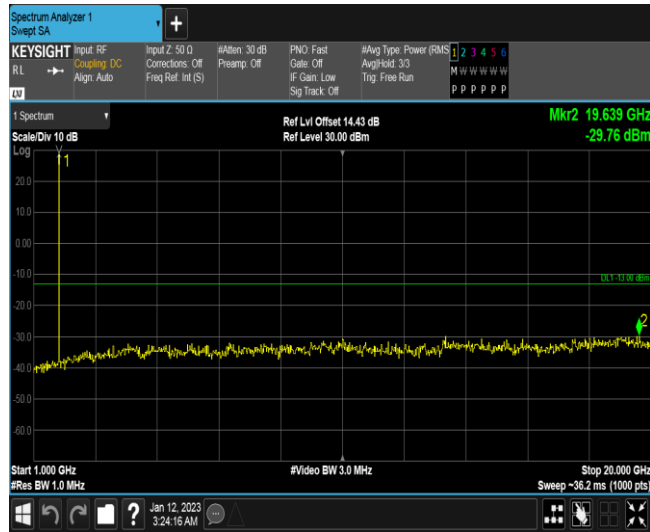 Spectrum Analyzer 1
Swept SA
KEYSIGHT
RL
LXI
Input: RF
Coupling: DC
Align: Auto
Input Z: 50 Ω
Corrections: Off
Freq Ref: Int (S)
#Atten: 30 dB
Preamp: Off
PNO: Fast
Gate: Off
IF Gain: Low
Sig Track: Off
#Avg Type: Power (RMS
Avg|Hold: 3/3
Trig: Free Run
1 2 3 4 5 6
M W W W W W
P P P P P P
1 Spectrum
Scale/Div 10 dB
Ref Lvl Offset 14.43 dB
Ref Level 30.00 dBm
Mkr2 19.639 GHz
-29.76 dBm
Log
1
20.0
10.0
0.00
-10.0
DL1 -13.00 dBm
-20.0
2
-30.0
-40.0
-50.0
-60.0
Start 1.000 GHz
#Video BW 3.0 MHz
Stop 20.000 GHz
#Res BW 1.0 MHz
Sweep ~36.2 ms (1000 pts)
?
Jan 12, 2023
3:24:16 AM